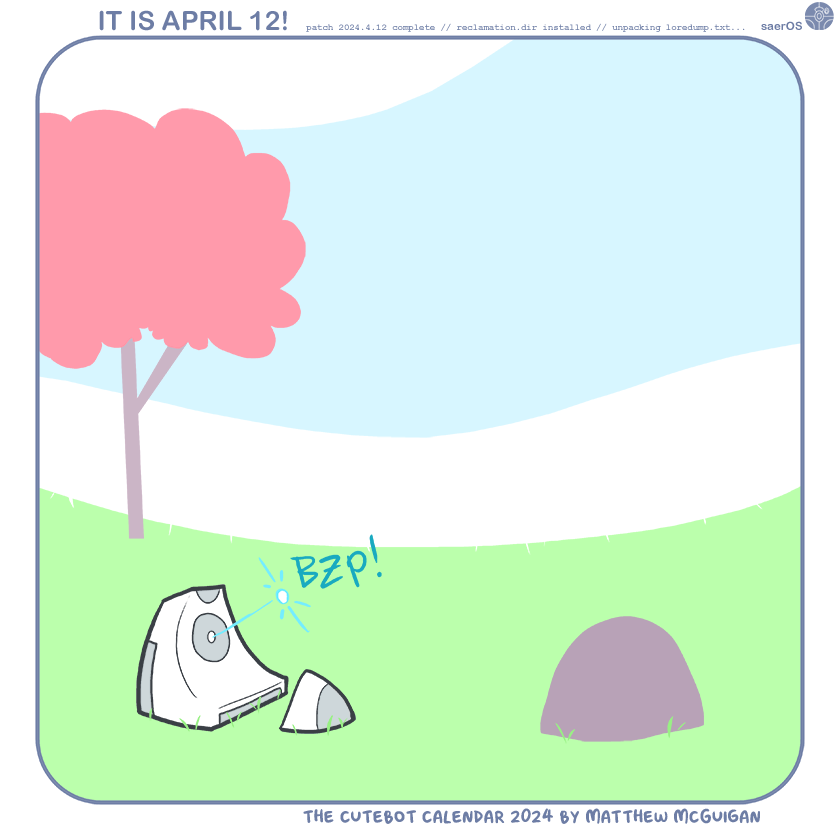 IT IS APRIL 12! patch 2024.4.12 complete // reclamation.dir installed // unpacking loredump.txt... saerOS
BZP!
THE CUTEBOT CALENDAR 2024 BY MATTHEW MCGUIGAN